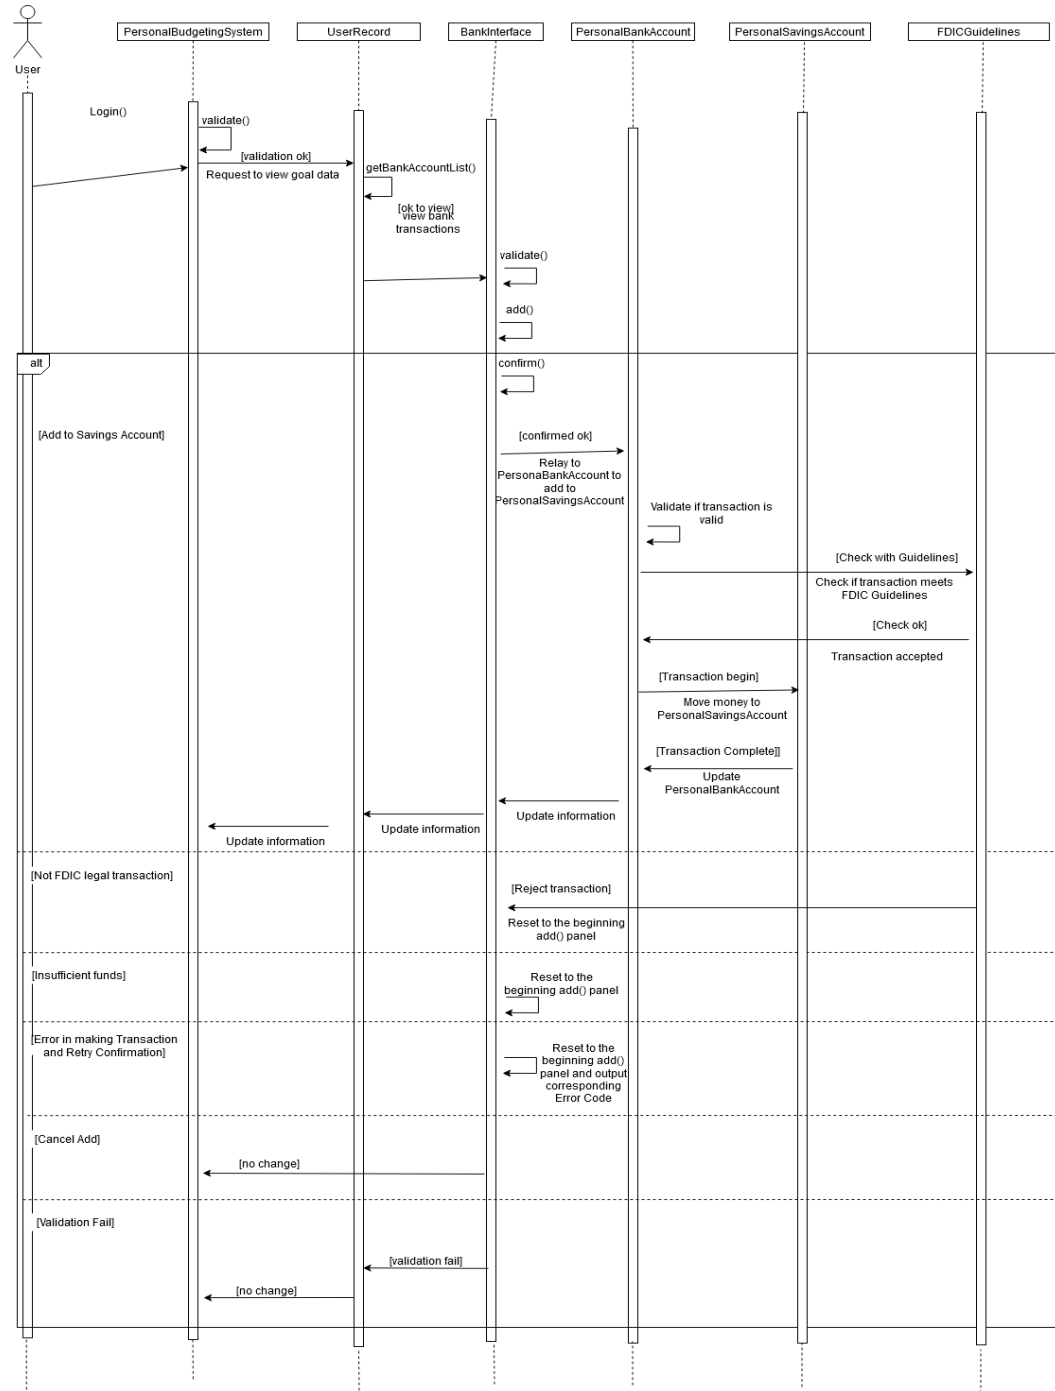 PersonalBudgetingSystem
UserRecord
BankInterface
PersonalBankAccount
PersonalSavingsAccount
FDICGuidelines
User
Login()
validate()
[validation ok]
Request to view goal data
getBankAccountList()
[ok to view]
view bank
transactions
validate()
add()
alt
confirm()
[Add to Savings Account]
[confirmed ok]
Relay to
PersonaBankAccount to
add to
PersonalSavingsAccount
Validate if transaction is
valid
[Check with Guidelines]
Check if transaction meets
FDIC Guidelines
[Check ok]
Transaction accepted
[Transaction begin]
Move money to
PersonalSavingsAccount
[Transaction Complete]]
Update
PersonalBankAccount
Update information
Update information
Update information
[Not FDIC legal transaction]
[Reject transaction]
Reset to the beginning
add() panel
[Insufficient funds]
Reset to the
beginning add() panel
[Error in making Transaction
and Retry Confirmation]
Reset to the
beginning add()
panel and output
corresponding
Error Code
[Cancel Add]
[no change]
[Validation Fail]
[validation fail]
[no change]